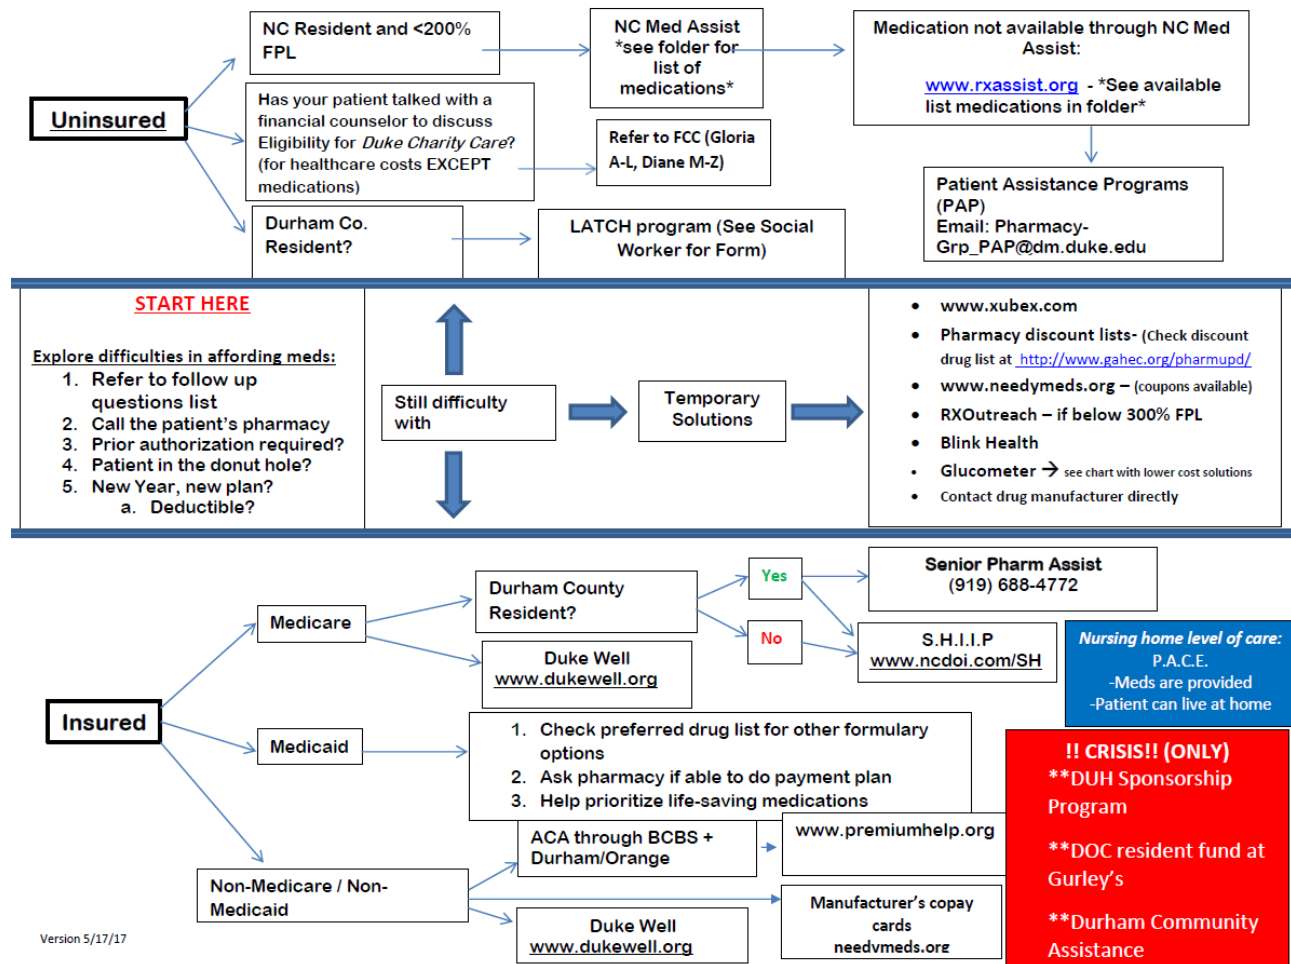 NC Resident and <200%
FPL
NC Med Assist
*see folder for
list of
medications*
Medication not available through NC Med
Assist:
www.rxassist.org - *See available
list medications in folder*
Uninsured
Has your patient talked with a
financial counselor to discuss
Eligibility for Duke Charity Care?
(for healthcare costs EXCEPT
medications)
Refer to FCC (Gloria
A-L, Diane M-Z)
Patient Assistance Programs
(PAP)
Email: Pharmacy-
Grp_PAP@dm.duke.edu
Durham Co.
Resident?
LATCH program (See Social
Worker for Form)
START HERE
Explore difficulties in affording meds:
1. Refer to follow up
questions list
2. Call the patient's pharmacy
3. Prior authorization required?
4. Patient in the donut hole?
5. New Year, new plan?
a. Deductible?
Still difficulty
with
Temporary
Solutions
• www.xubex.com
• Pharmacy discount lists- (Check discount
drug list at http://www.gahec.org/pharmupd/
• www.needymeds.org – (coupons available)
• RXOutreach – if below 300% FPL
• Blink Health
• Glucometer → see chart with lower cost solutions
• Contact drug manufacturer directly
Insured
Medicare
Durham County
Resident?
Yes
No
Senior Pharm Assist
(919) 688-4772
S.H.I.I.P
www.ncdoi.com/SH
Duke Well
www.dukewell.org
Nursing home level of care:
P.A.C.E.
-Meds are provided
-Patient can live at home
Medicaid
1. Check preferred drug list for other formulary
options
2. Ask pharmacy if able to do payment plan
3. Help prioritize life-saving medications
Non-Medicare / Non-
Medicaid
ACA through BCBS +
Durham/Orange
www.premiumhelp.org
Duke Well
www.dukewell.org
Manufacturer's copay
cards
needymeds.org
!! CRISIS!! (ONLY)
**DUH Sponsorship
Program
**DOC resident fund at
Gurley's
**Durham Community
Assistance
Version 5/17/17